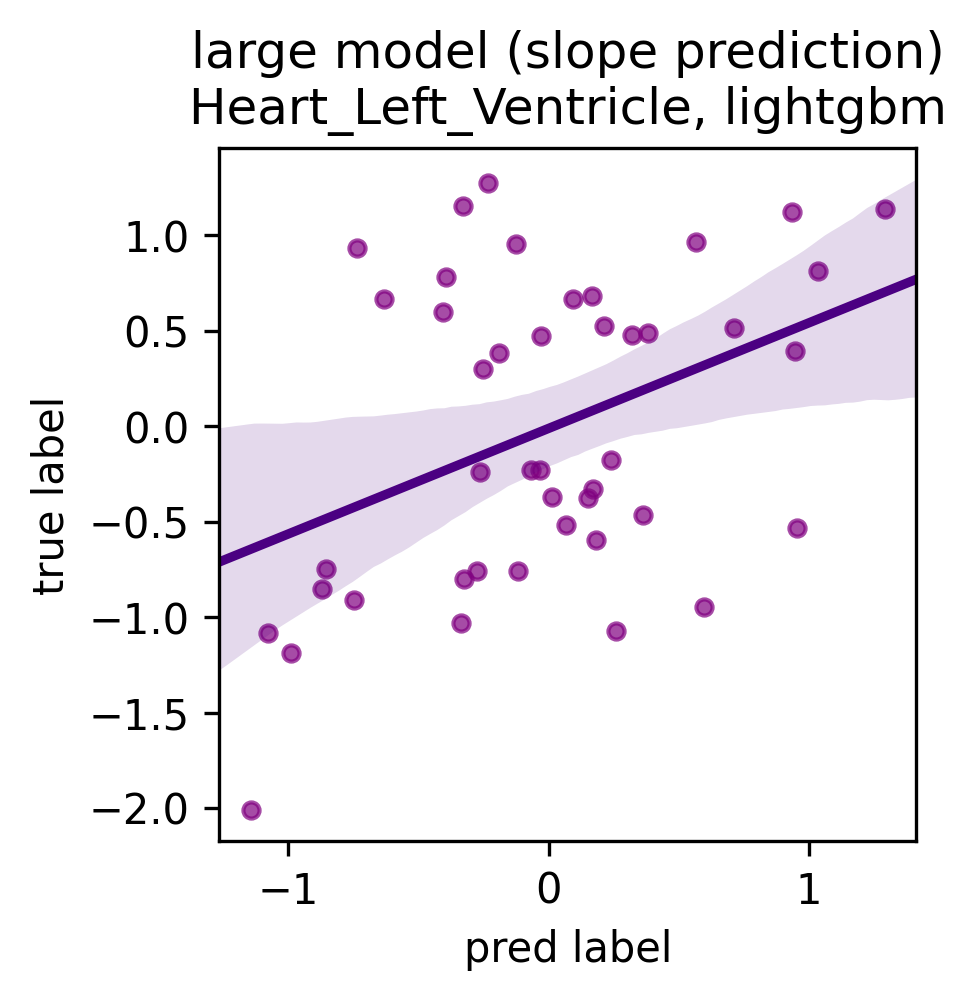 large model (slope prediction)
Heart_Left_Ventricle, lightgbm
1.0
0.5
0.0
−0.5
−1.0
−1.5
−2.0
true label
−1
0
1
pred label